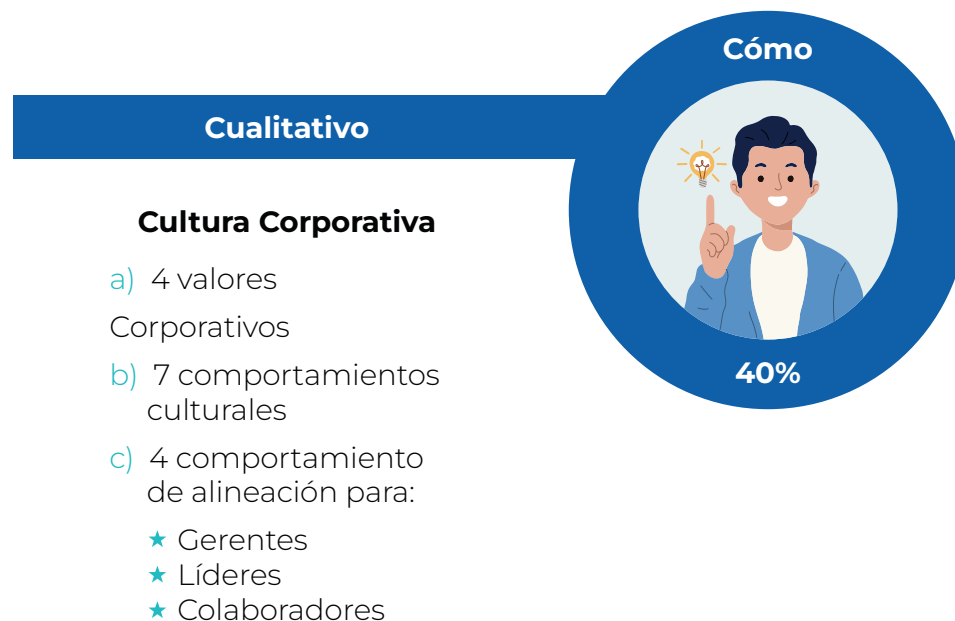 Cómo
Cualitativo
Cultura Corporativa
a) 4 valores
Corporativos
b) 7 comportamientos
culturales
c) 4 comportamiento
de alineación para:
★ Gerentes
★ Líderes
★ Colaboradores
40%